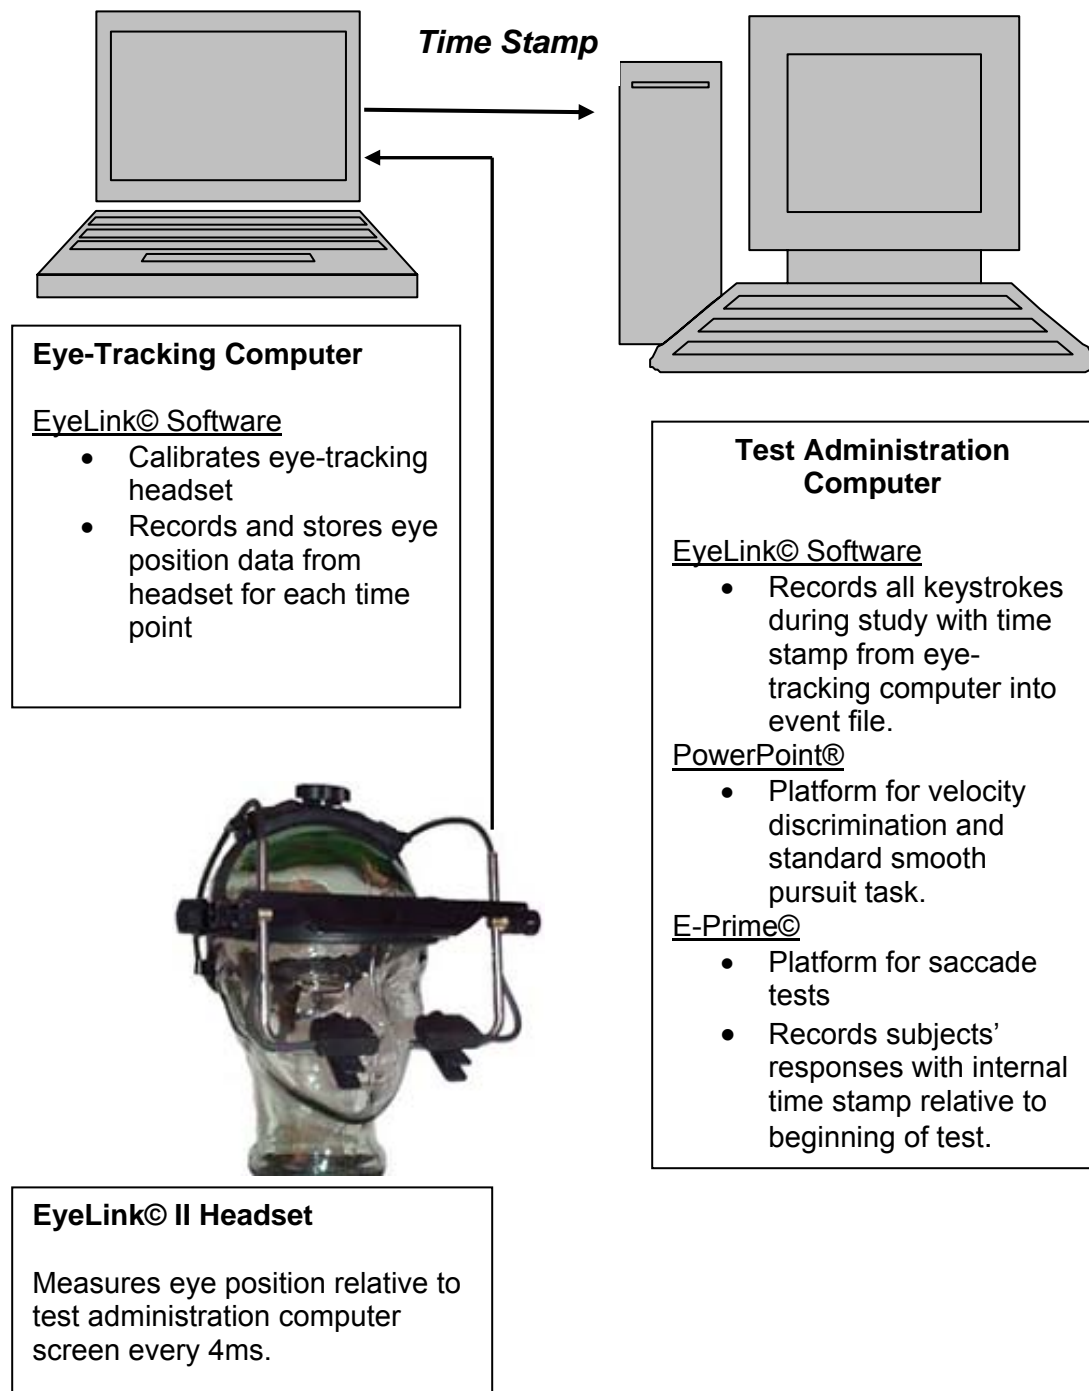 Time Stamp
Eye-Tracking Computer
EyeLink© Software
• Calibrates eye-tracking
headset
• Records and stores eye
position data from
headset for each time
point
Test Administration
Computer
EyeLink© Software
• Records all keystrokes
during study with time
stamp from eye-
tracking computer into
event file.
PowerPoint®
• Platform for velocity
discrimination and
standard smooth
pursuit task.
E-Prime©
• Platform for saccade
tests
• Records subjects’
responses with internal
time stamp relative to
beginning of test.
EyeLink© II Headset
Measures eye position relative to
test administration computer
screen every 4ms.